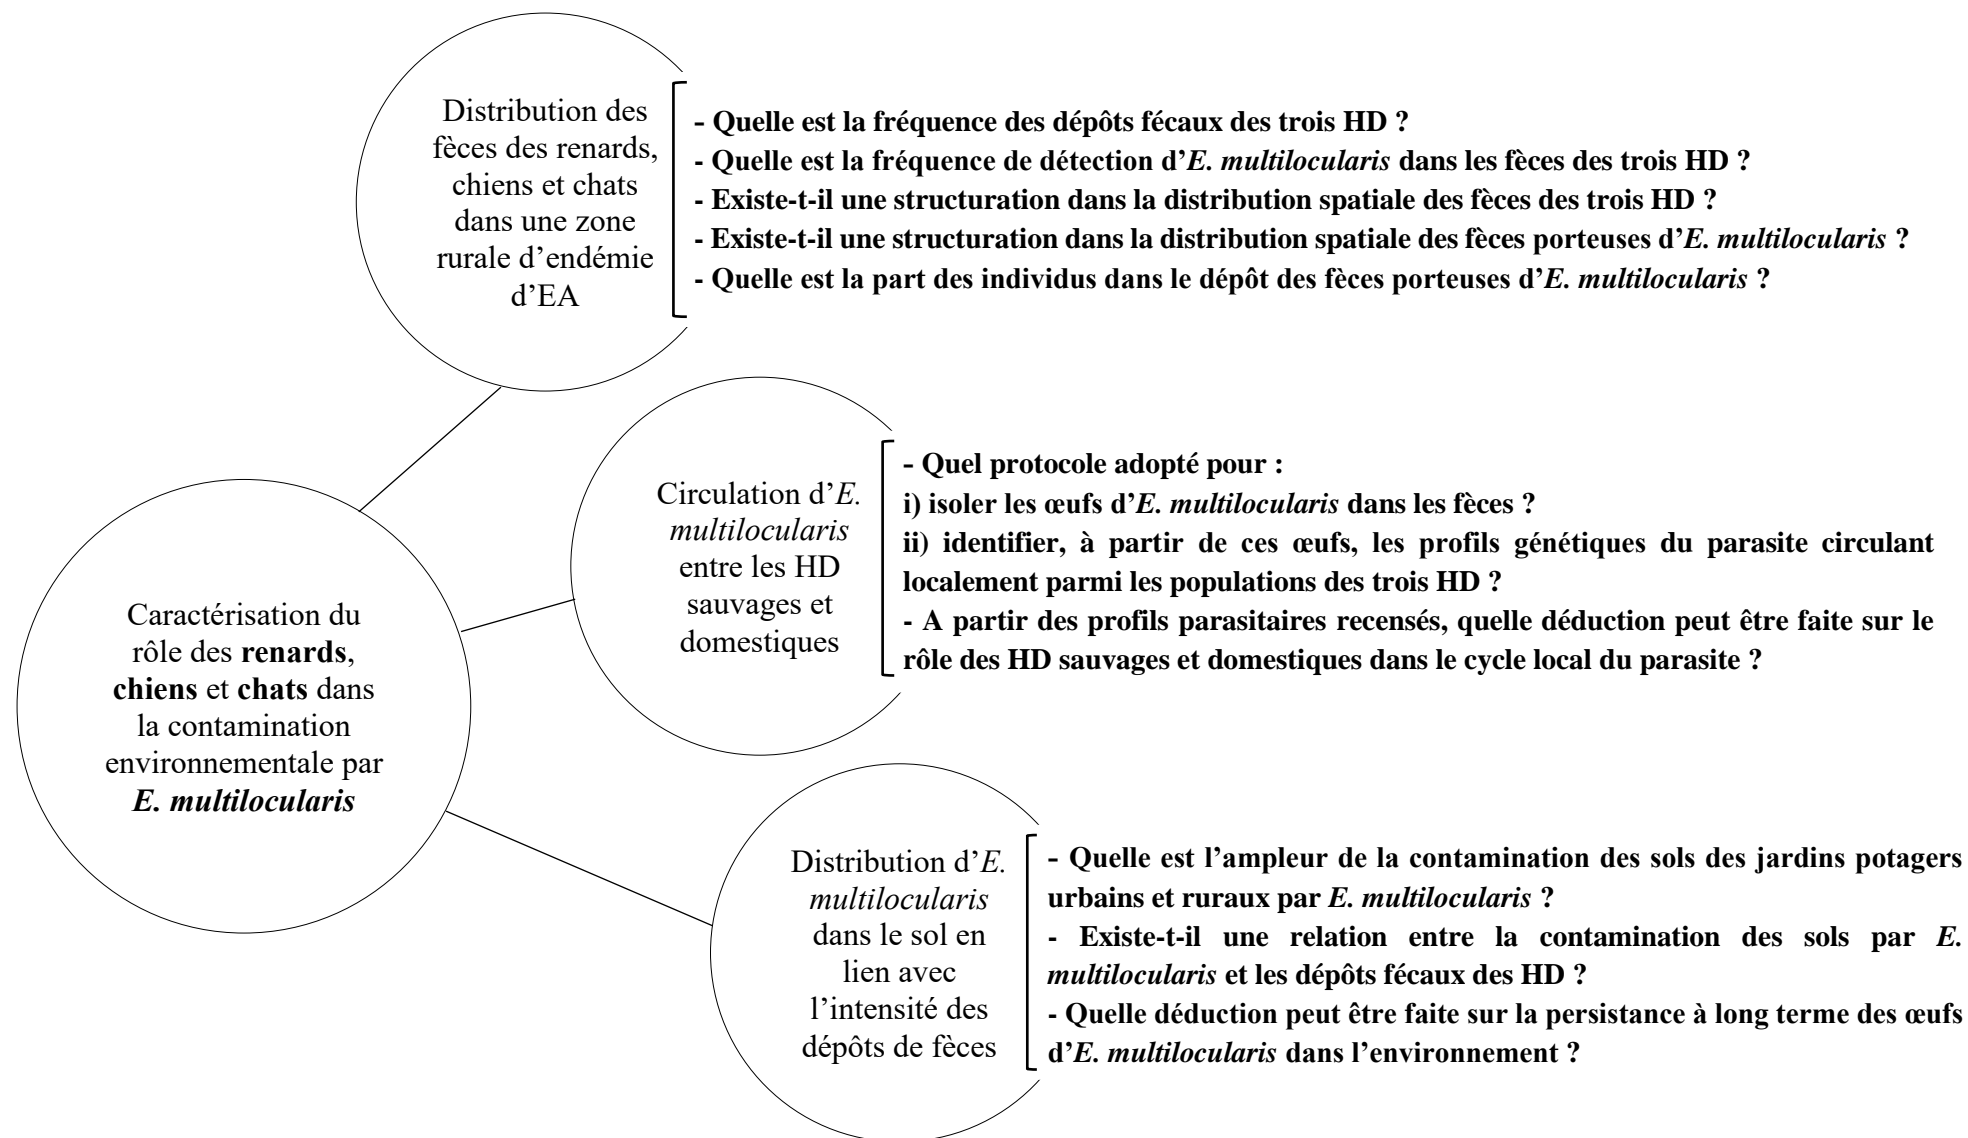 Distribution des
fèces des renards,
chiens et chats
dans une zone
rurale d’endémie
d’EA
- Quelle est la fréquence des dépôts fécaux des trois HD ?
- Quelle est la fréquence de détection d’E. multilocularis dans les fèces des trois HD ?
- Existe-t-il une structuration dans la distribution spatiale des fèces des trois HD ?
- Existe-t-il une structuration dans la distribution spatiale des fèces porteuses d’E. multilocularis ?
- Quelle est la part des individus dans le dépôt des fèces porteuses d’E. multilocularis ?
Circulation d’E.
multilocularis
entre les HD
sauvages et
domestiques
- Quel protocole adopté pour :
i) isoler les œufs d’E. multilocularis dans les fèces ?
ii) identifier, à partir de ces œufs, les profils génétiques du parasite circulant
localement parmi les populations des trois HD ?
- A partir des profils parasitaires recensés, quelle déduction peut être faite sur le
rôle des HD sauvages et domestiques dans le cycle local du parasite ?
Caractérisation du
rôle des renards,
chiens et chats dans
la contamination
environnementale par
E. multilocularis
Distribution d’E.
multilocularis
dans le sol en
lien avec
l’intensité des
dépôts de fèces
- Quelle est l’ampleur de la contamination des sols des jardins potagers
urbains et ruraux par E. multilocularis ?
- Existe-t-il une relation entre la contamination des sols par E.
multilocularis et les dépôts fécaux des HD ?
- Quelle déduction peut être faite sur la persistance à long terme des œufs
d’E. multilocularis dans l’environnement ?